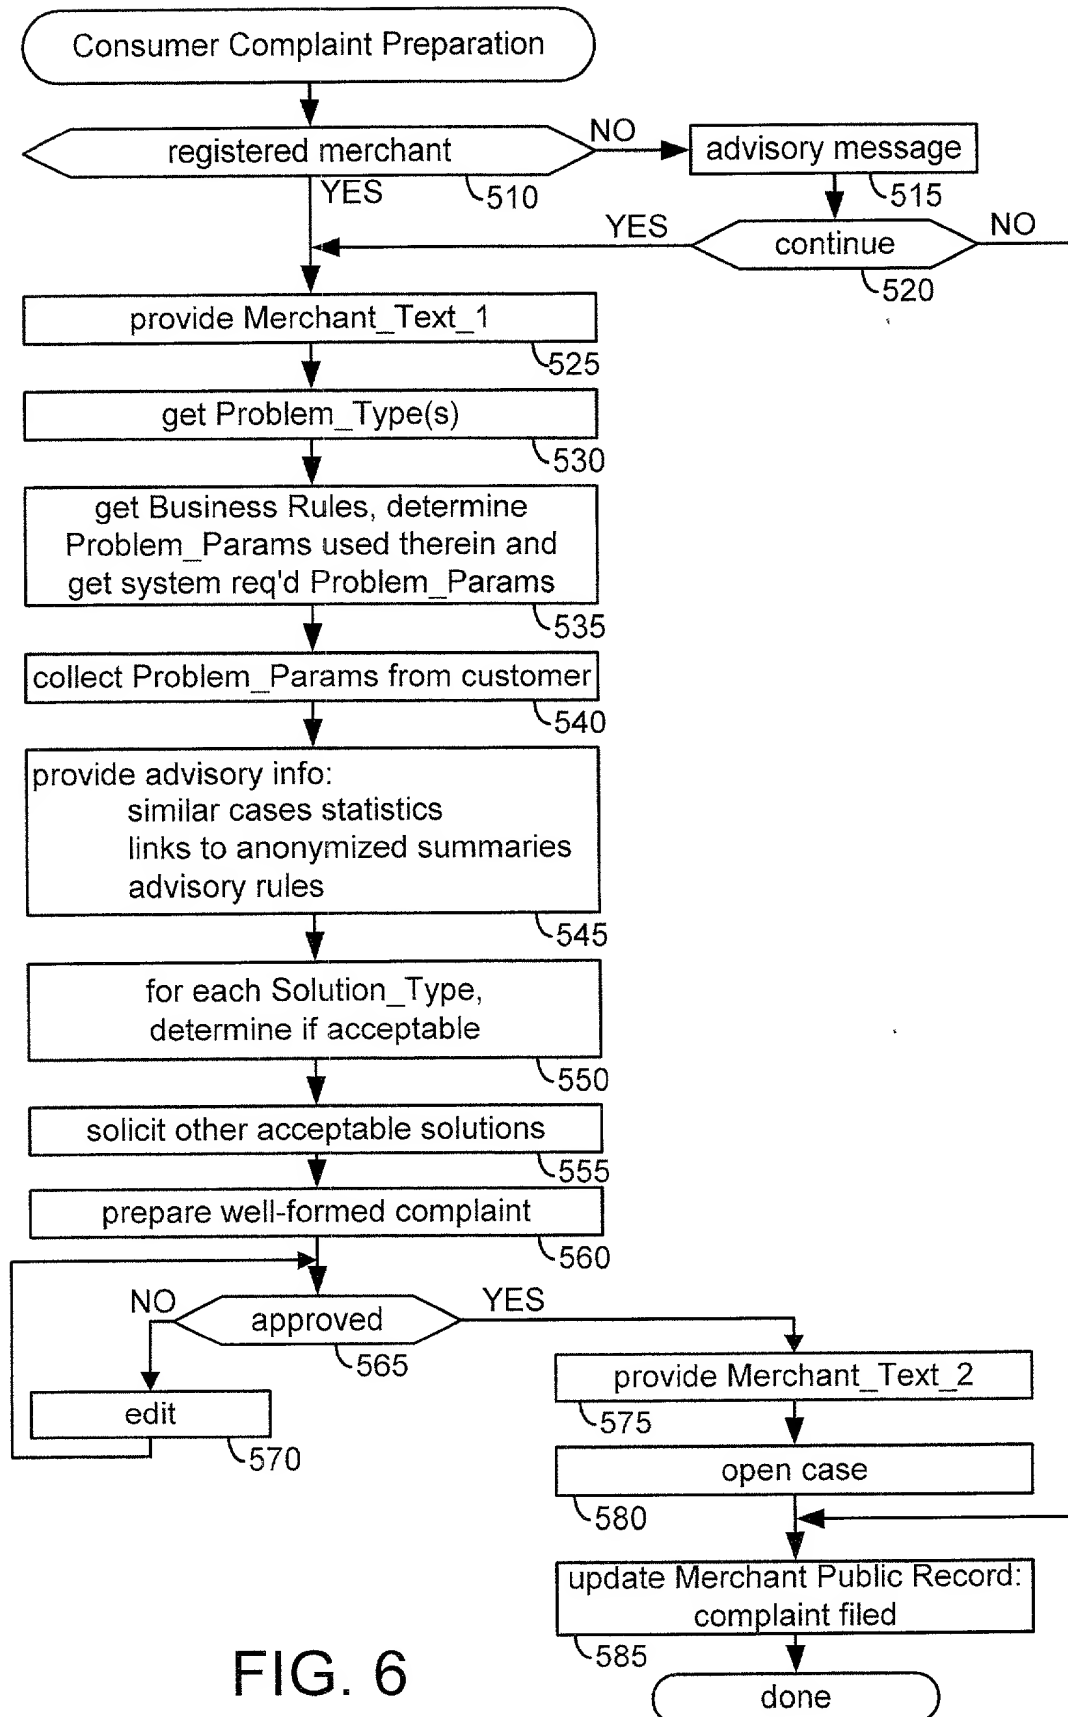 Consumer Complaint Preparation
registered merchant
NO
advisory message
YES
510
515
YES
continue
NO
520
provide Merchant_Text_1
525
get Problem_Type(s)
530
get Business Rules, determine
Problem_Params used therein and
get system req'd Problem_Params
535
collect Problem_Params from customer
540
provide advisory info:
similar cases statistics
links to anonymized summaries
advisory rules
545
for each Solution_Type,
determine if acceptable
550
solicit other acceptable solutions
555
prepare well-formed complaint
560
NO
approved
YES
565
edit
570
provide Merchant_Text_2
575
open case
580
update Merchant Public Record:
complaint filed
585
done
FIG. 6